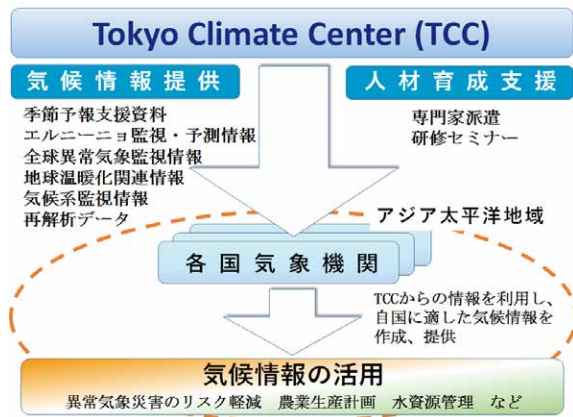 Tokyo Climate Center (TCC)
気候情報提供
人材育成支援
季節予報支援資料
エルニーニョ監視・予測情報
全球異常気象監視情報
地球温暖化関連情報
気候系監視情報
再解析データ
専門家派遣
研修セミナー
アジア太平洋地域
各国気象機関
TCCからの情報を利用し、
自国に適した気候情報を
作成、提供
気候情報の活用
異常気象災害のリスク軽減 農業生産計画 水資源管理 など